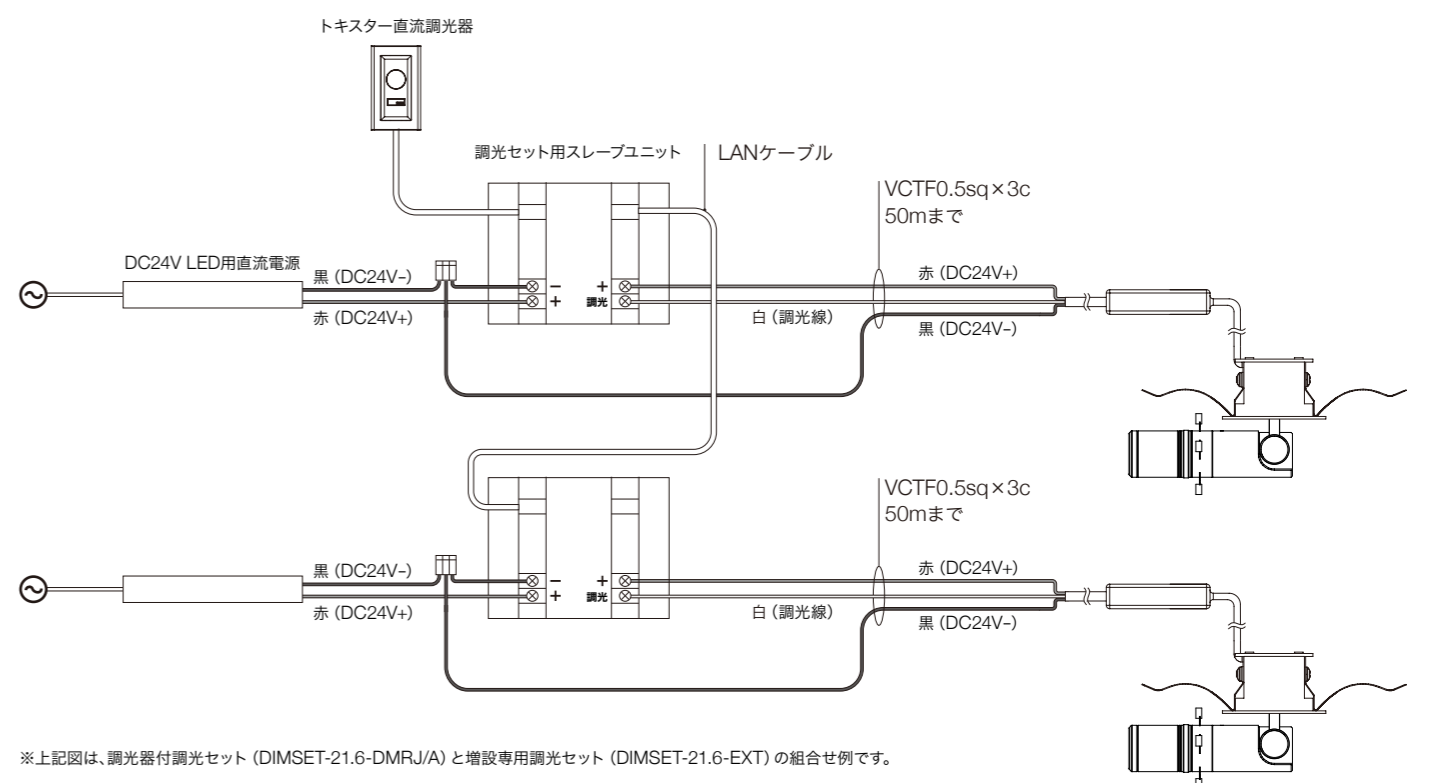 トキスター直流調光器
調光セット用スレーブユニット
LANケーブル
VCTF0.5sq×3c
50mまで
DC24V LED用直流電源
黒（DC24V-）
赤（DC24V+）
−
+
+
調光
赤（DC24V+）
白（調光線）
黒（DC24V-）
VCTF0.5sq×3c
50mまで
黒（DC24V-）
赤（DC24V+）
−
+
+
調光
赤（DC24V+）
白（調光線）
黒（DC24V-）
※上記図は、調光器付調光セット（DIMSET-21.6-DMRJ/A）と増設専用調光セット（DIMSET-21.6-EXT）の組合せ例です。